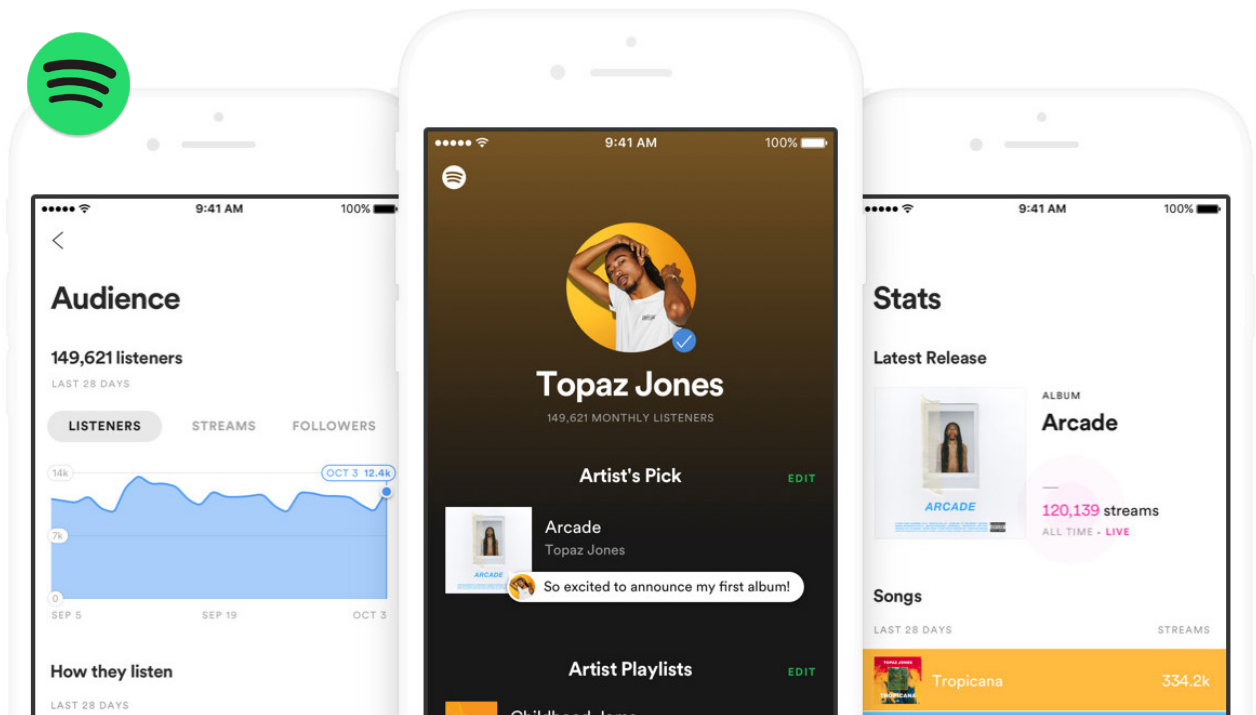 9:41 AM
100%
Audience
149,621 listeners
LAST 28 DAYS
LISTENERS STREAMS FOLLOWERS
14k
OCT 3 12.4k
7k
0
SEP 5 SEP 19 OCT 3
How they listen
LAST 28 DAYS
9:41 AM
100%
Topaz Jones
149,621 MONTHLY LISTENERS
Artist's Pick
EDIT
Arcade
Topaz Jones
ARCADE
So excited to announce my first album!
Artist Playlists
EDIT
9:41 AM
100%
Stats
Latest Release
ALBUM
Arcade
ARCADE
120,139 streams
ALL TIME • LIVE
Songs
LAST 28 DAYS STREAMS
TOPAZ JONES
TROPICANA
Tropicana 334.2k